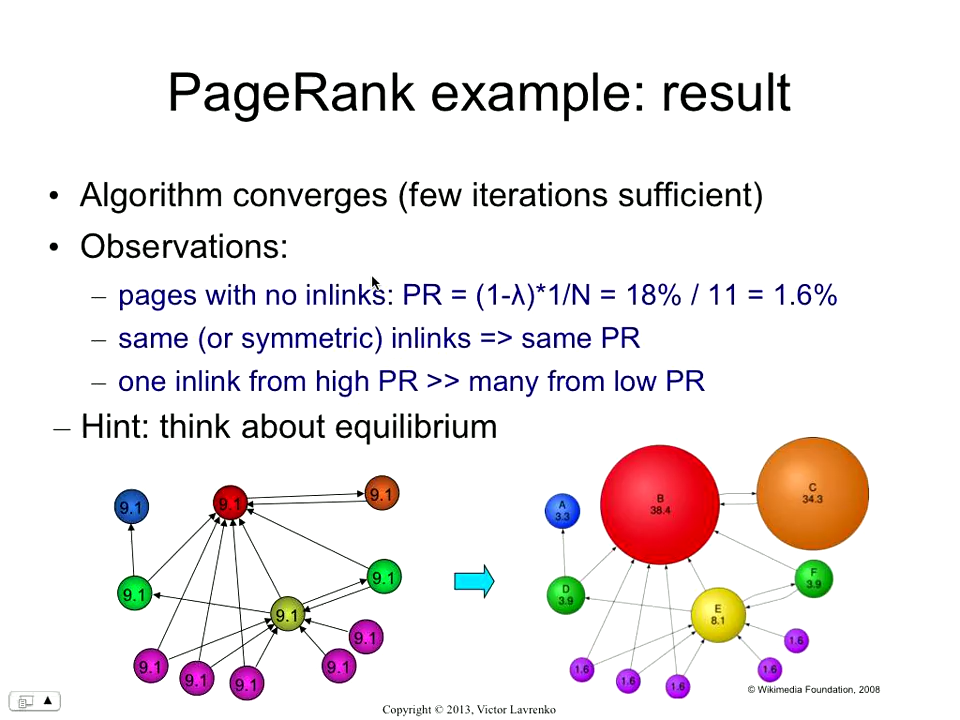 PageRank example: result
• Algorithm converges (few iterations sufficient)
• Observations:
– pages with no inlinks: PR = (1-λ)*1/N = 18% / 11 = 1.6%
– same (or symmetric) inlinks => same PR
– one inlink from high PR >> many from low PR
– Hint: think about equilibrium
9.1
9.1
9.1
9.1
9.1
9.1
9.1
9.1
9.1
9.1
9.1
A
3.3
B
38.4
C
34.3
D
3.9
E
8.1
F
3.9
1.6
1.6
1.6
1.6
1.6
© Wikimedia Foundation, 2008
Copyright © 2013, Victor Lavrenko